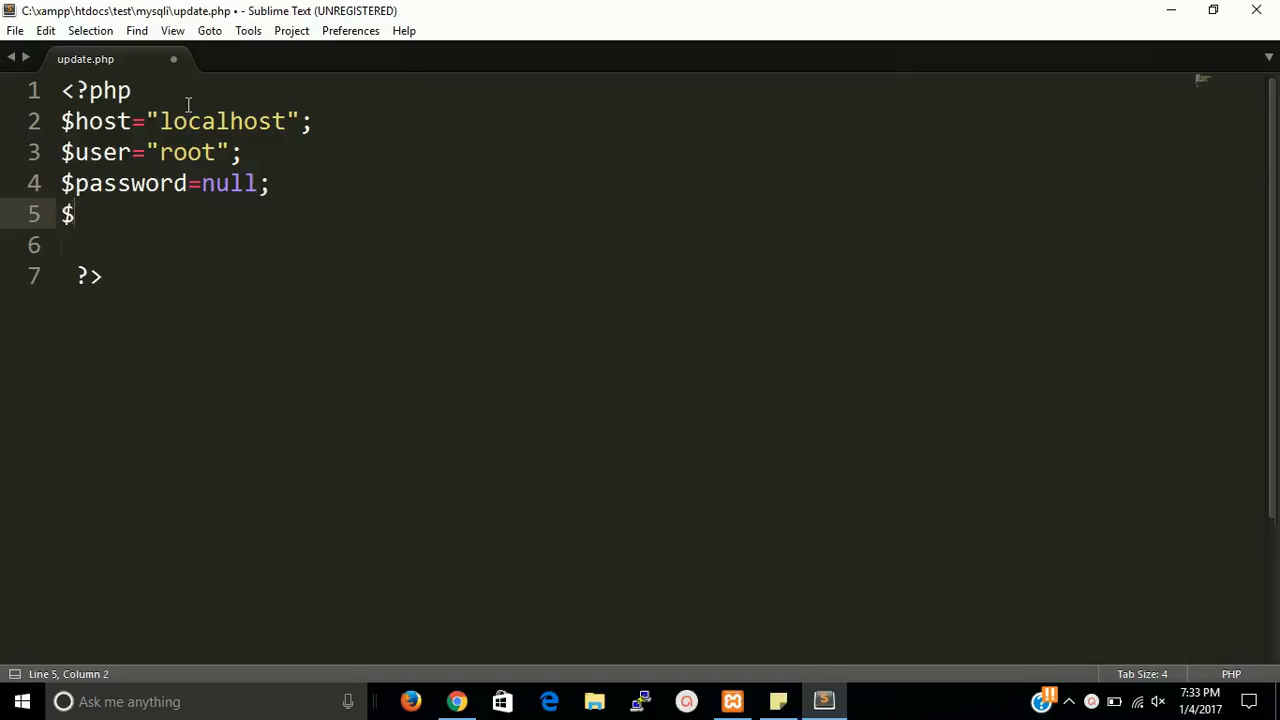 C:\xampp\htdocs\test\mysqli\update.php • - Sublime Text (UNREGISTERED)
File Edit Selection Find View Goto Tools Project Preferences Help
update.php
1 <?php
2 $host="localhost";
3 $user="root";
4 $password=null;
5 $
6
7 ?>
Line 5, Column 2 Tab Size: 4 PHP
Ask me anything
7:33 PM
1/4/2017